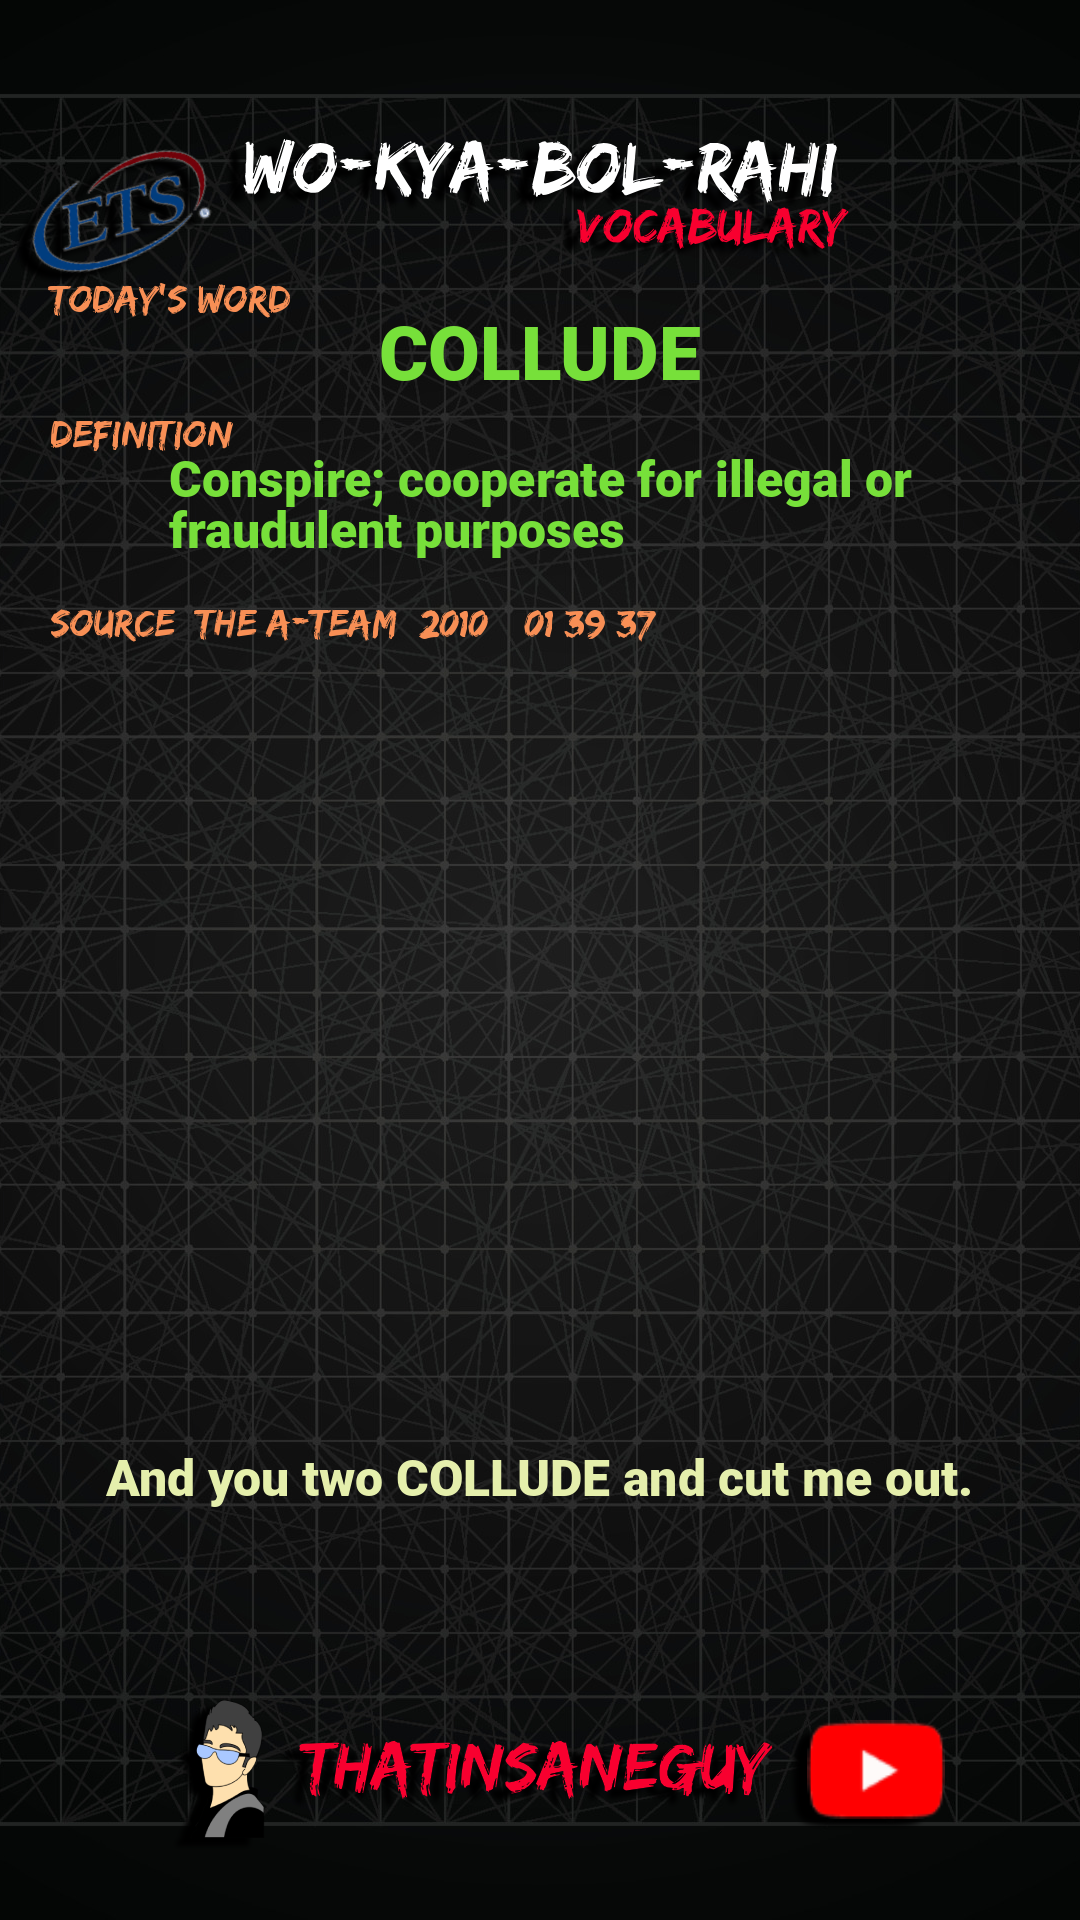 ETS
WO-KYA-BOL-RAHI
VOCABULARY
TODAY'S WORD
COLLUDE
DEFINITION
Conspire; cooperate for illegal or
fraudulent purposes
SOURCE THE A-TEAM 2010 01 39 37
And you two COLLUDE and cut me out.
THATINSANEGUY